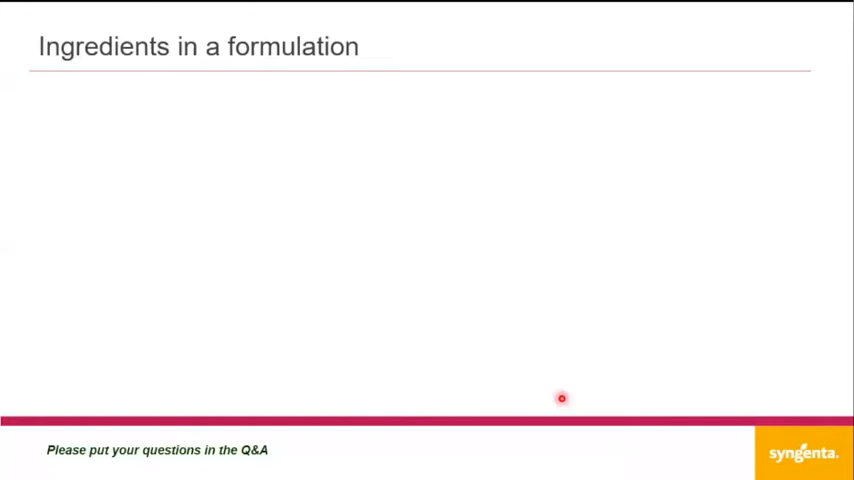 Ingredients in a formulation
Please put your questions in the Q&A
syngenta.